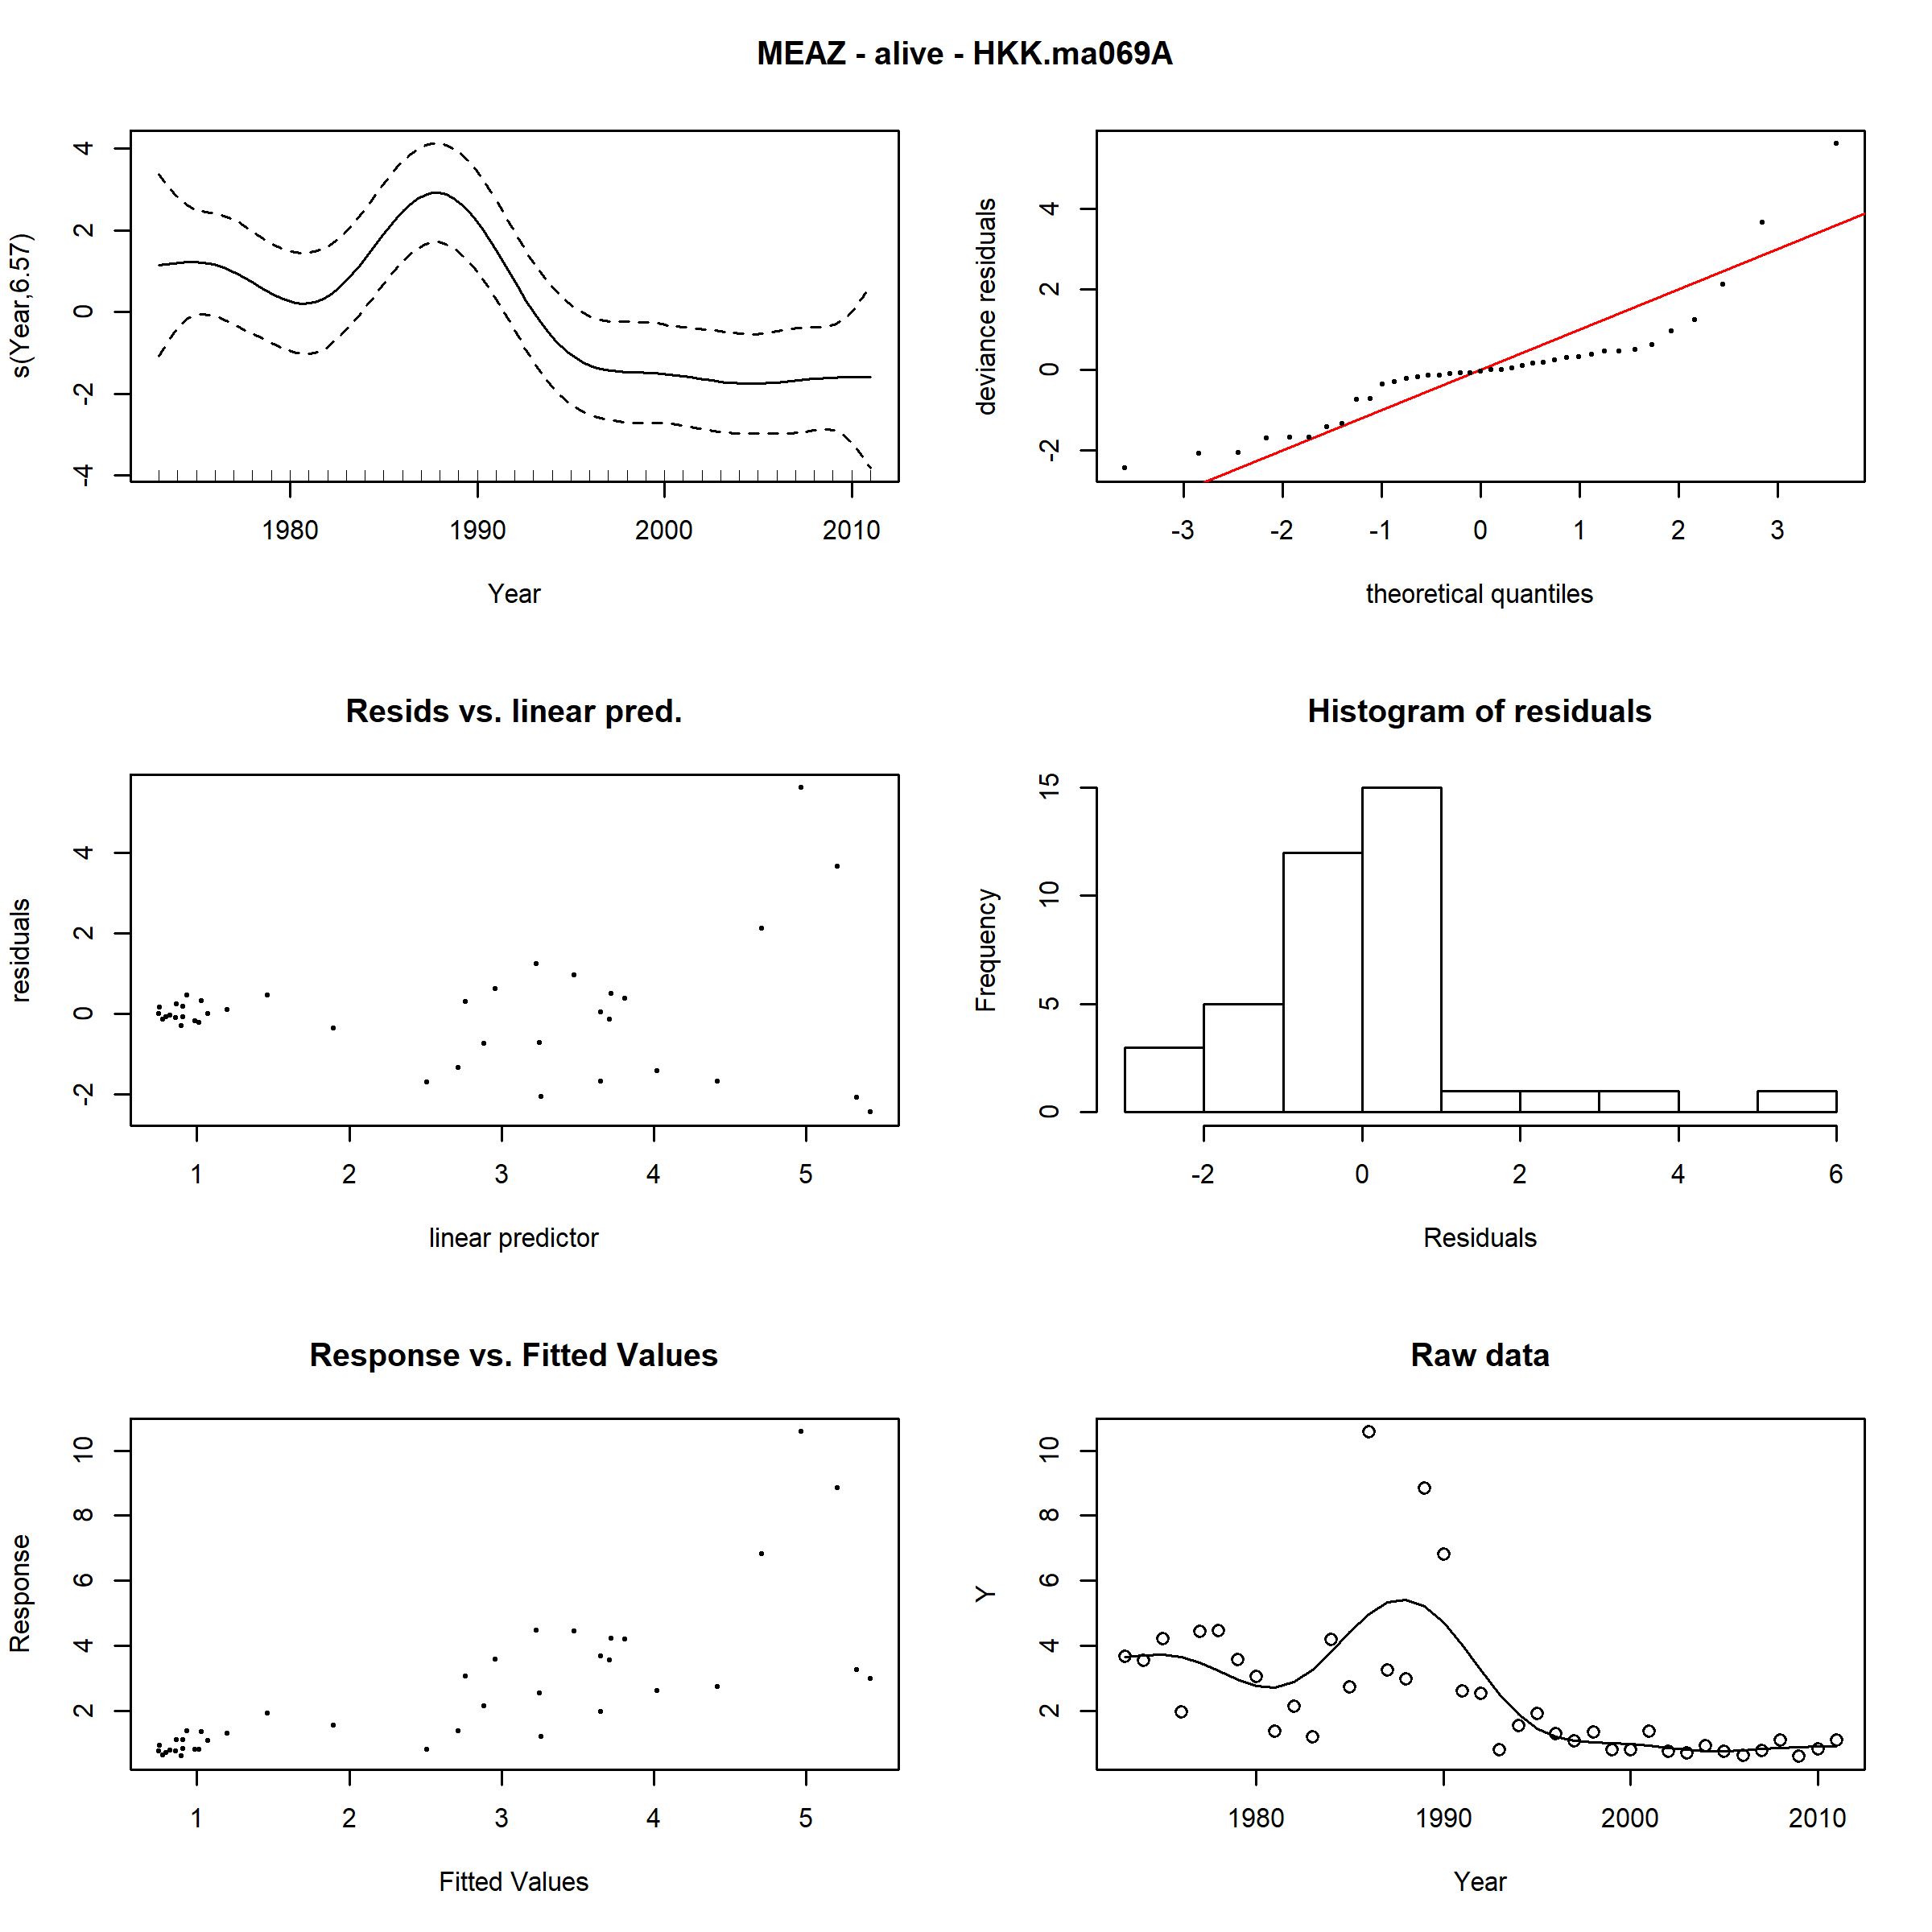 MEAZ - alive - HKK.ma069A
s(Year,6.57)
4
2
0
-2
-4
1980 1990 2000 2010
Year
deviance residuals
4
2
0
-2
-3 -2 -1 0 1 2 3
theoretical quantiles
Resids vs. linear pred.
residuals
4
2
0
-2
1 2 3 4 5
linear predictor
Histogram of residuals
Frequency
15
10
5
0
-2 0 2 4 6
Residuals
Response vs. Fitted Values
Response
10
8
6
4
2
1 2 3 4 5
Fitted Values
Raw data
Y
10
8
6
4
2
1980 1990 2000 2010
Year